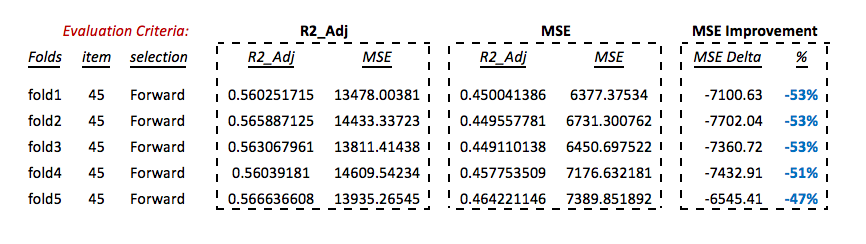 Evaluation Criteria: R2_Adj MSE MSE Improvement
Folds item selection R2_Adj MSE R2_Adj MSE MSE Delta %
fold1 45 Forward 0.560251715 13478.00381 0.450041386 6377.37534 -7100.63 -53%
fold2 45 Forward 0.565887125 14433.33723 0.449557781 6731.300762 -7702.04 -53%
fold3 45 Forward 0.563067961 13811.41438 0.449110138 6450.697522 -7360.72 -53%
fold4 45 Forward 0.56039181 14609.54234 0.457753509 7176.632181 -7432.91 -51%
fold5 45 Forward 0.566636608 13935.26545 0.464221146 7389.851892 -6545.41 -47%